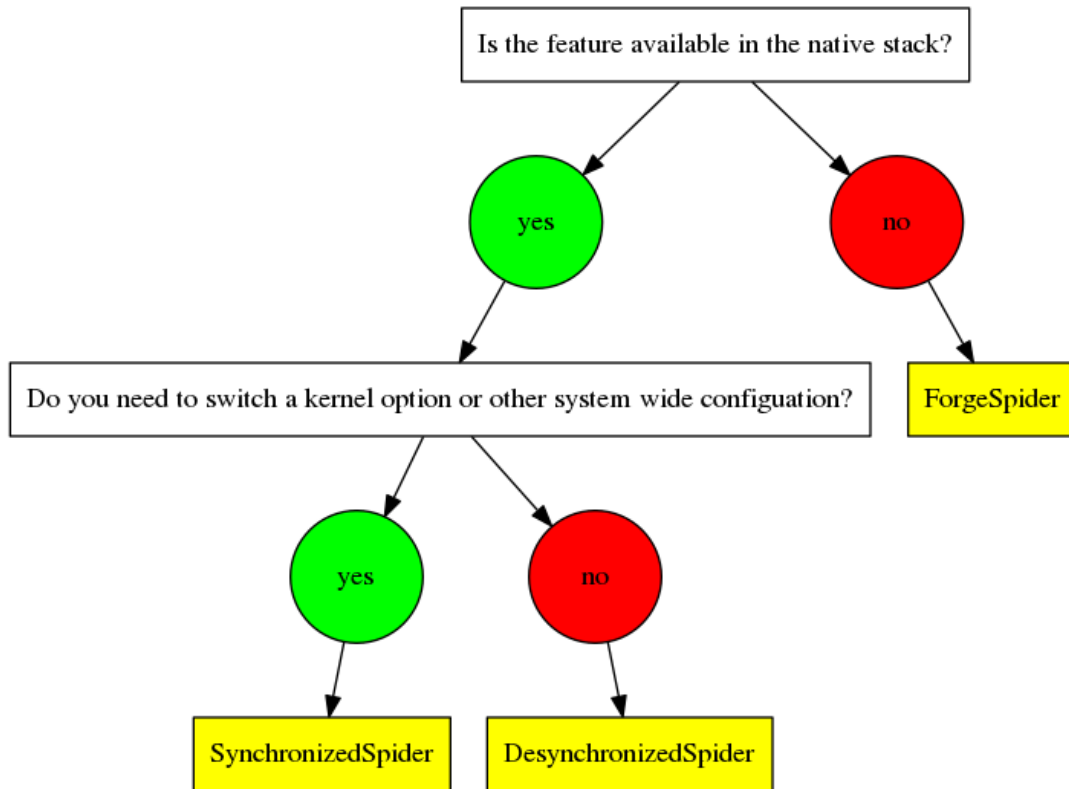 Is the feature available in the native stack?
yes
no
Do you need to switch a kernel option or other system wide configuation?
ForgeSpider
yes
no
SynchronizedSpider
DesynchronizedSpider